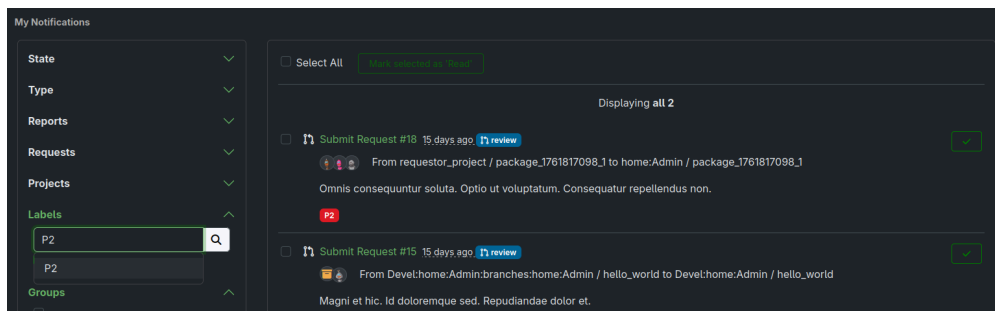 My Notifications
State
Type
Reports
Requests
Projects
Labels
P2
P2
Groups
Select All
Mark selected as 'Read'
Displaying all 2
Submit Request #18 15 days ago review
From requestor_project / package_1761817098_1 to home:Admin / package_1761817098_1
Omnis consequuntur soluta. Optio ut voluptatum. Consequatur repellendus non.
P2
Submit Request #15 15 days ago review
From Devel:home:Admin:branches:home:Admin / hello_world to Devel:home:Admin / hello_world
Magni et hic. Id doloremque sed. Repudiandae dolor et.